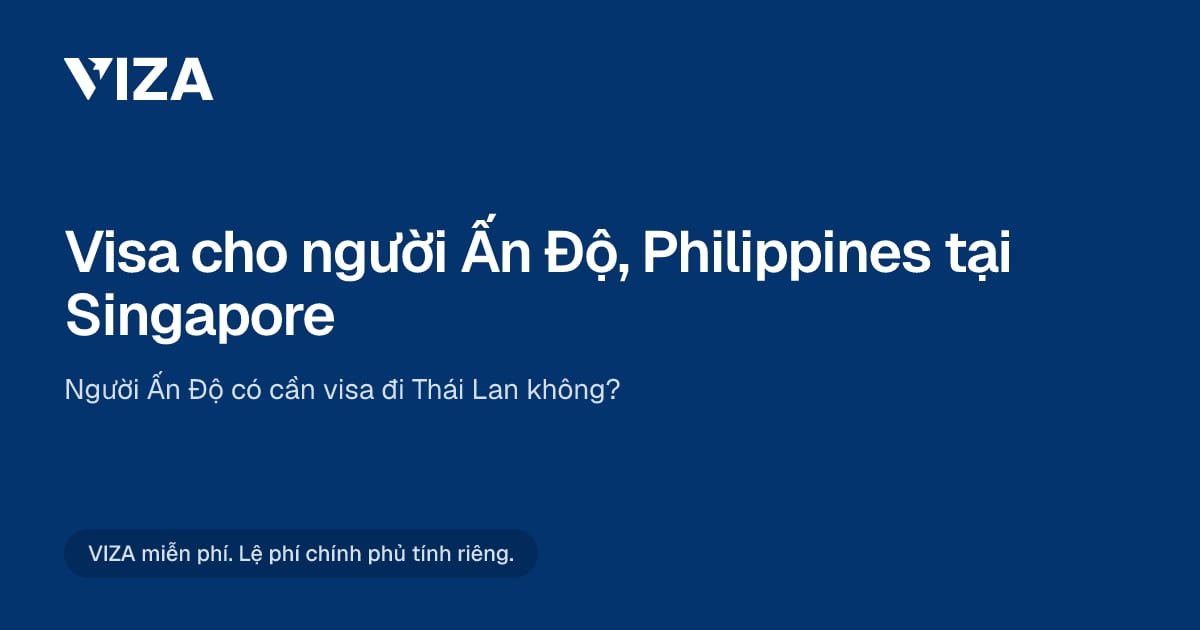 VIZA
Visa cho người Ấn Độ, Philippines tại
Singapore
Người Ấn Độ có cần visa đi Thái Lan không?
VIZA miễn phí. Lệ phí chính phủ tính riêng.